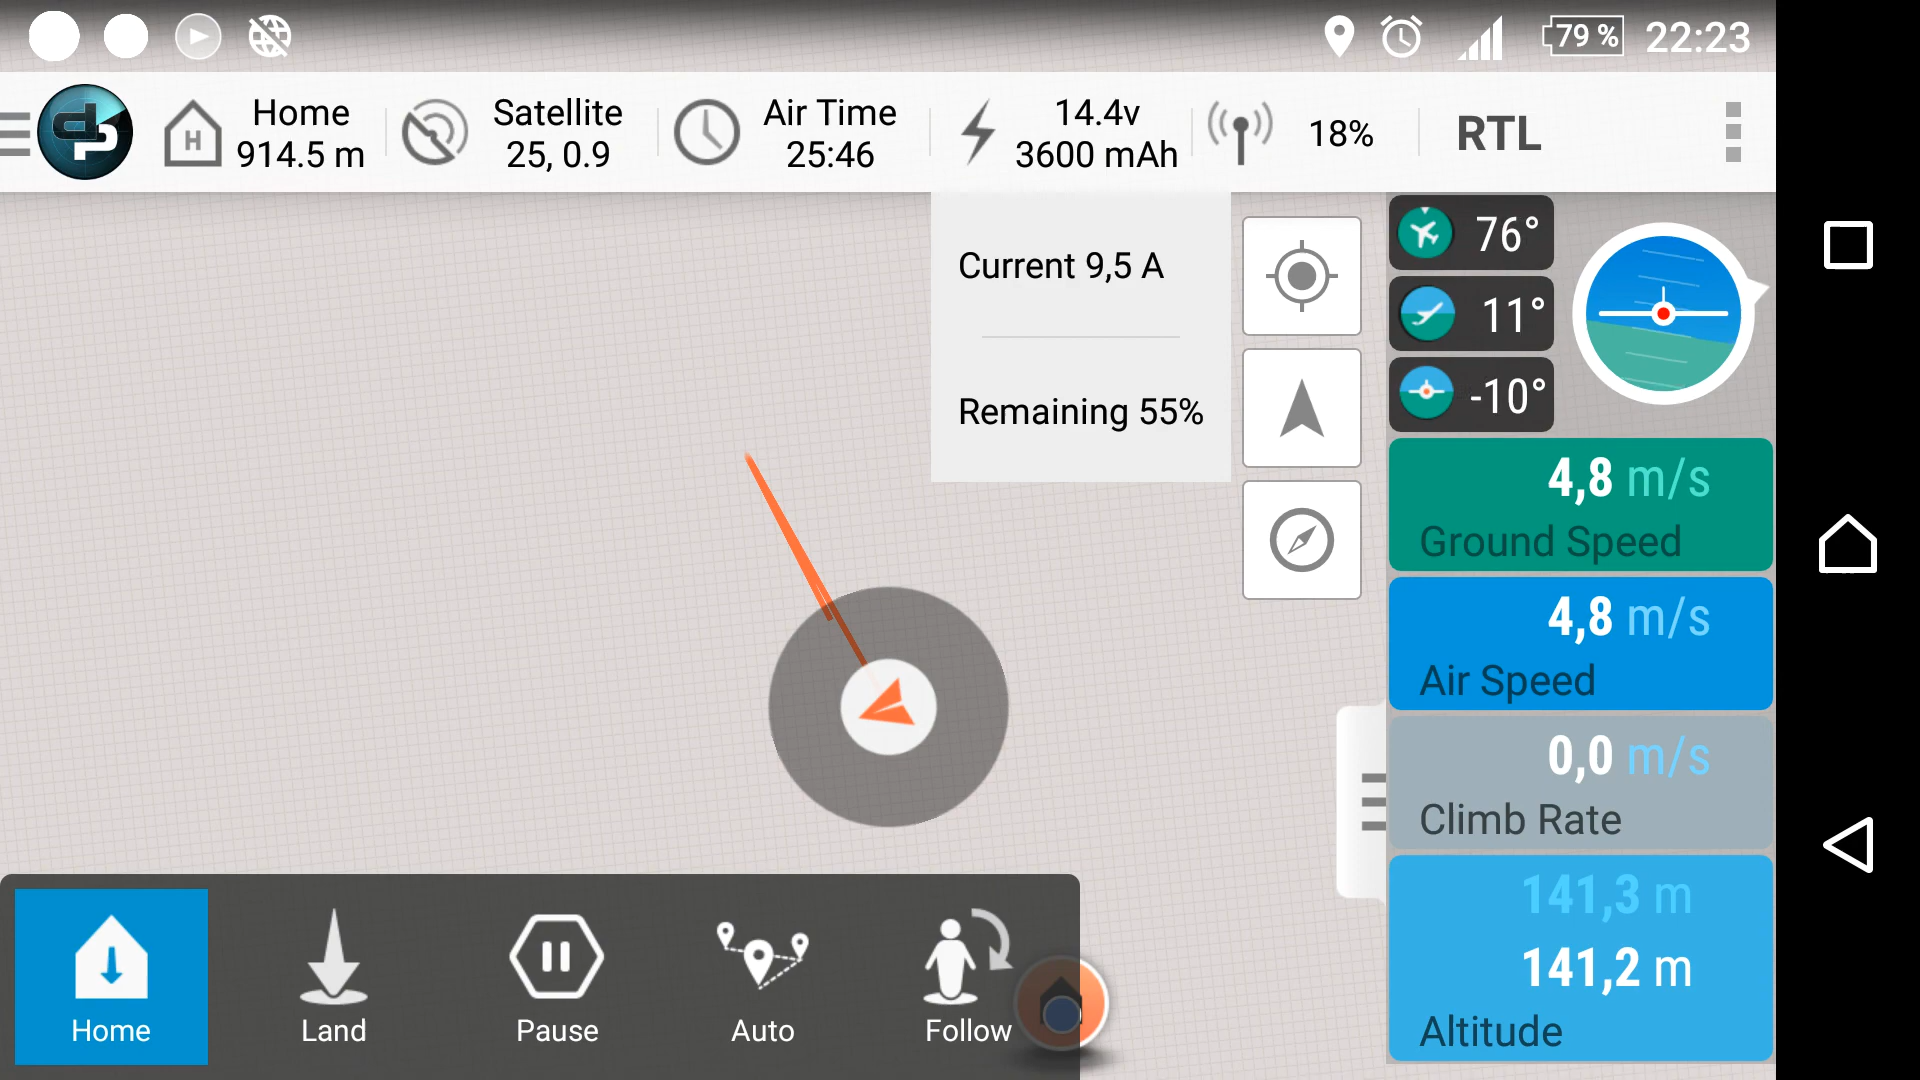 79 %
22:23
Home
914.5 m
Satellite
25, 0.9
Air Time
25:46
14.4v
3600 mAh
18%
RTL
H
dp
Current 9,5 A
Remaining 55%
76°
11°
-10°
4,8 m/s
Ground Speed
4,8 m/s
Air Speed
0,0 m/s
Climb Rate
141,3 m
141,2 m
Altitude
Home
Land
Pause
Auto
Follow